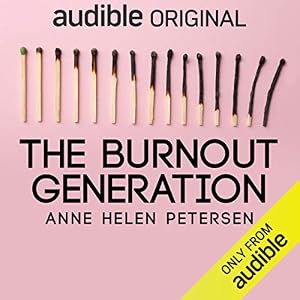 audible ORIGINAL
THE BURNOUT
GENERATION
ANNE HELEN PETERSEN
ONLY FROM
audible